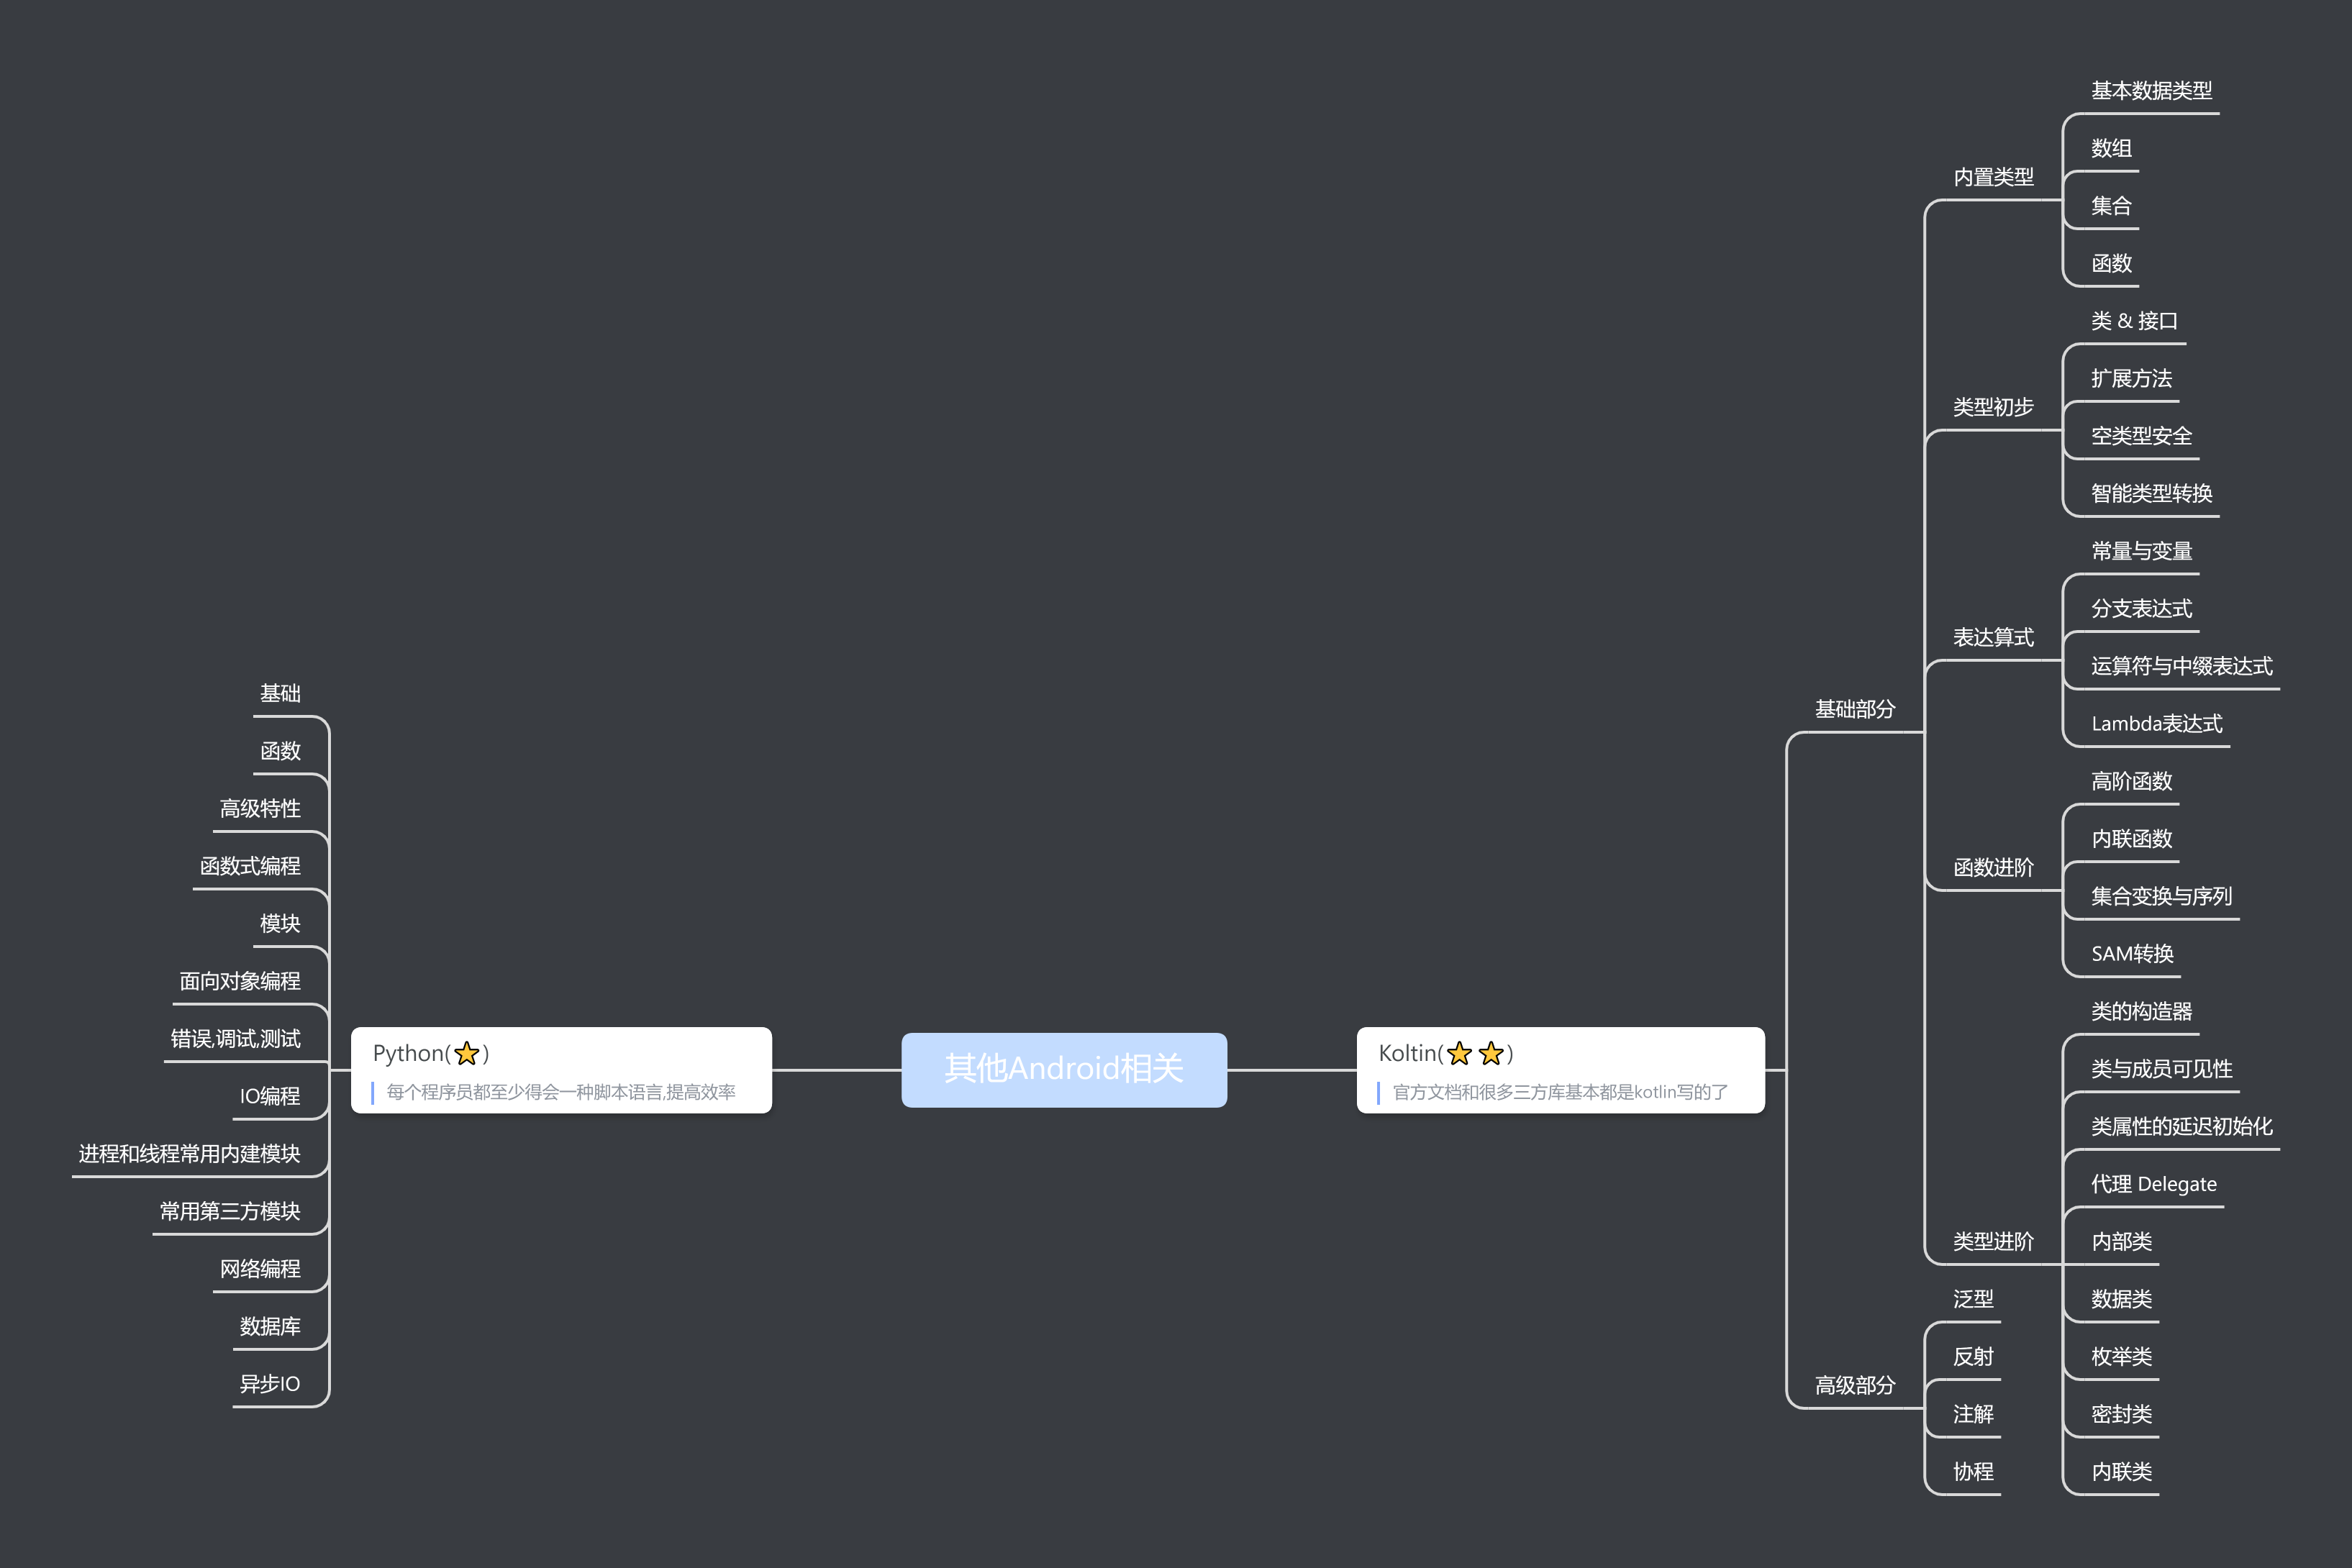 其他Android相关
Python(⭐)
每个程序员都至少得会一种脚本语言,提高效率
基础
函数
高级特性
函数式编程
模块
面向对象编程
错误,调试,测试
IO编程
进程和线程常用内建模块
常用第三方模块
网络编程
数据库
异步IO
Koltin(⭐⭐)
官方文档和很多三方库基本都是kotlin写的了
基础部分
内置类型
基本数据类型
数组
集合
函数
类型初步
类 & 接口
扩展方法
空类型安全
智能类型转换
表达算式
常量与变量
分支表达式
运算符与中缀表达式
Lambda表达式
函数进阶
高阶函数
内联函数
集合变换与序列
SAM转换
类型进阶
类的构造器
类与成员可见性
类属性的延迟初始化
代理 Delegate
内部类
数据类
枚举类
密封类
内联类
高级部分
泛型
反射
注解
协程